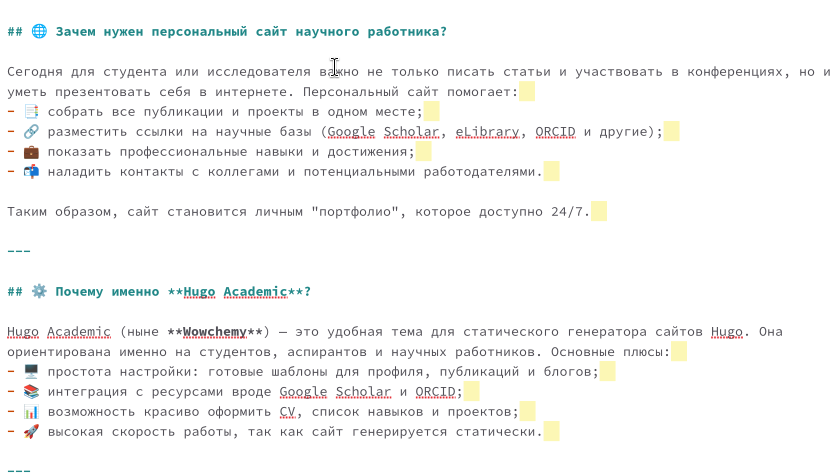 ## 🌐 Зачем нужен персональный сайт научного работника?
Сегодня для студента или исследователя важно не только писать статьи и участвовать в конференциях, но и
уметь презентовать себя в интернете. Персональный сайт помогает:
- 📑 собрать все публикации и проекты в одном месте;
- 🔗 разместить ссылки на научные базы (Google Scholar, eLibrary, ORCID и другие);
- 💼 показать профессиональные навыки и достижения;
- 📬 наладить контакты с коллегами и потенциальными работодателями.
Таким образом, сайт становится личным "портфолио", которое доступно 24/7.
---
## ⚙️ Почему именно **Hugo Academic**?
Hugo Academic (ныне **Wowchemy**) — это удобная тема для статического генератора сайтов Hugo. Она
ориентирована именно на студентов, аспирантов и научных работников. Основные плюсы:
- 🖥️ простота настройки: готовые шаблоны для профиля, публикаций и блогов;
- 📚 интеграция с ресурсами вроде Google Scholar и ORCID;
- 📊 возможность красиво оформить CV, список навыков и проектов;
- 🚀 высокая скорость работы, так как сайт генерируется статически.
---